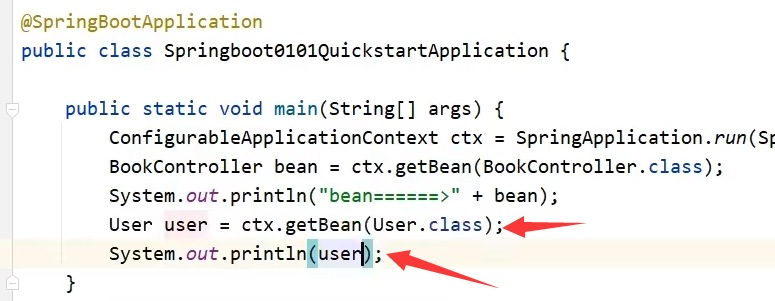 @SpringBootApplication
public class Springboot0101QuickstartApplication {
public static void main(String[] args) {
ConfigurableApplicationContext ctx = SpringApplication.run(Sp
BookController bean = ctx.getBean(BookController.class);
System.out.println("bean======>" + bean);
User user = ctx.getBean(User.class);
System.out.println(user);
}